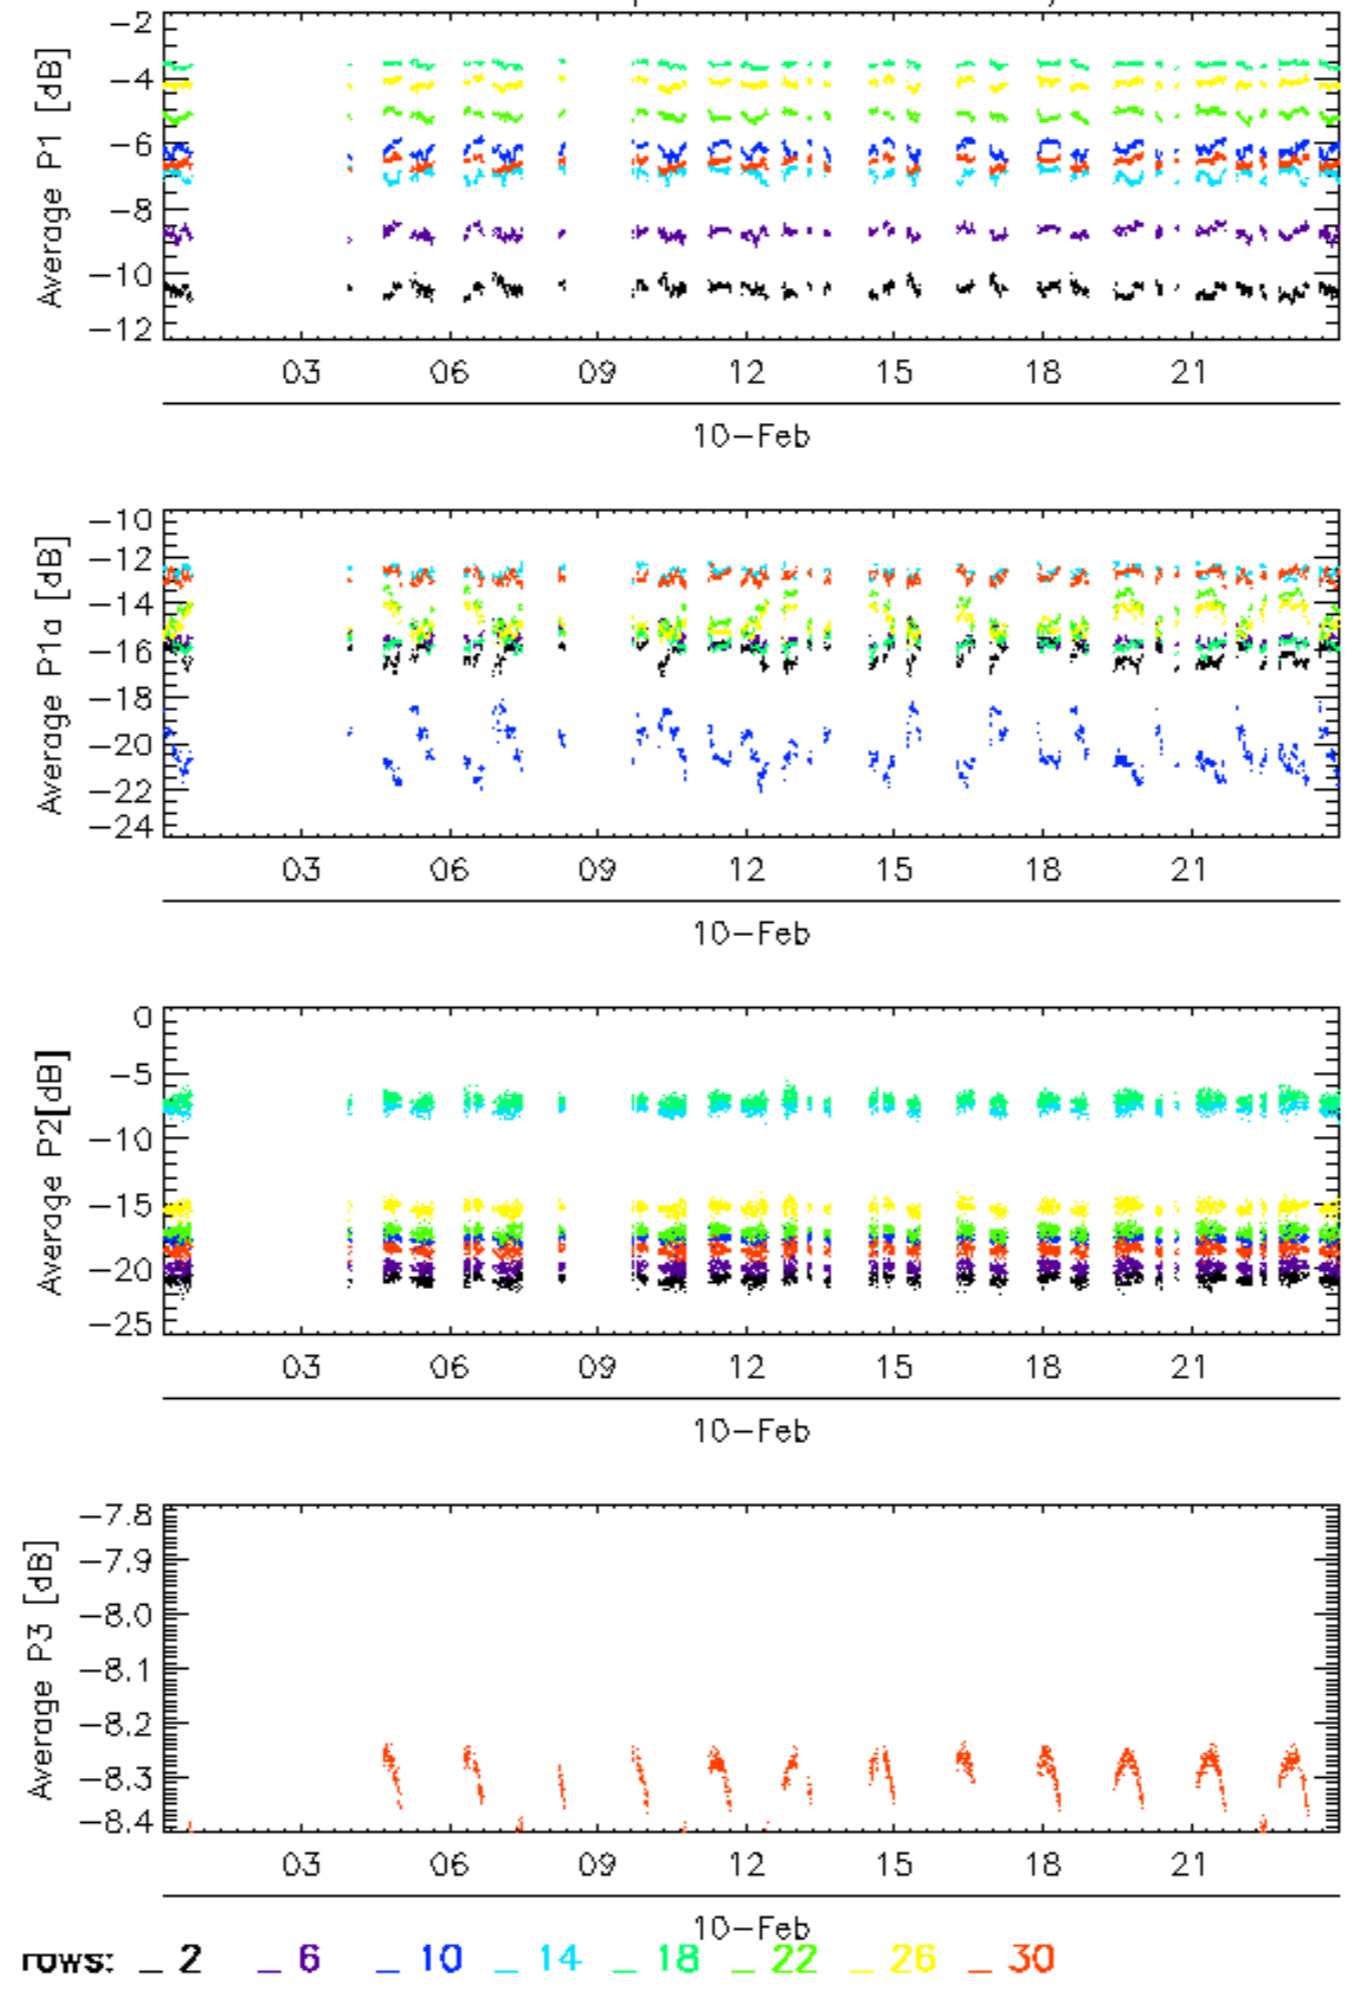 Average P1 [dB]
-2
-4
-6
-8
-10
-12
03 06 09 12 15 18 21
10-Feb
Average P1a [dB]
-10
-12
-14
-16
-18
-20
-22
-24
03 06 09 12 15 18 21
10-Feb
Average P2[dB]
0
-5
-10
-15
-20
-25
03 06 09 12 15 18 21
10-Feb
Average P3 [dB]
-7.8
-7.9
-8.0
-8.1
-8.2
-8.3
-8.4
03 06 09 12 15 18 21
10-Feb
rows: _ 2 _ 6 _ 10 _ 14 _ 18 _ 22 _ 26 _ 30